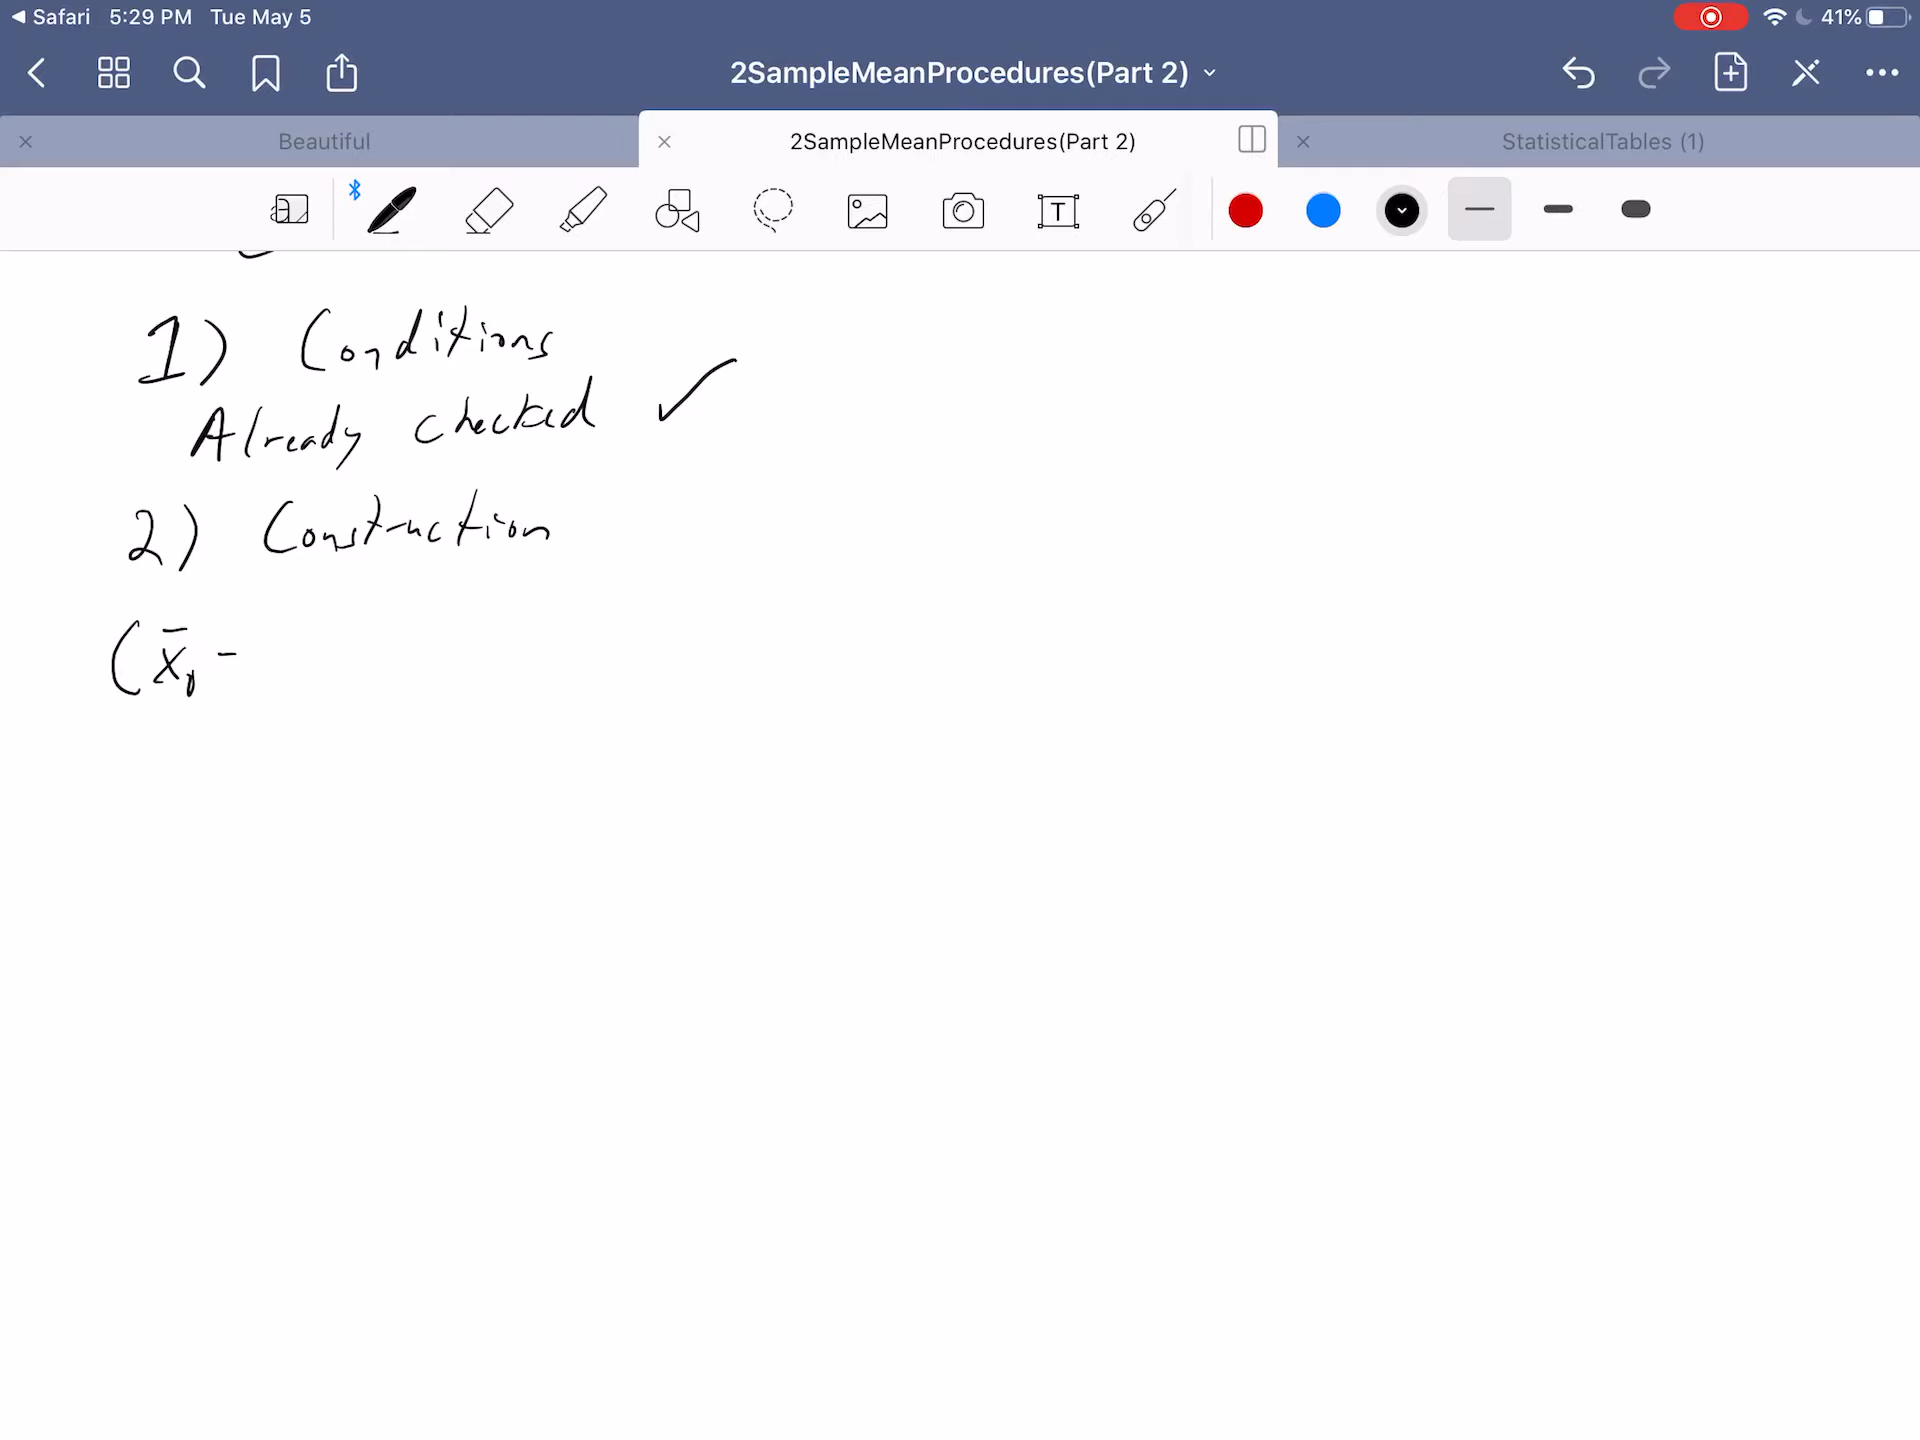 Safari 5:29 PM Tue May 5 41%
2SampleMeanProcedures(Part 2)
Beautiful 2SampleMeanProcedures(Part 2) StatisticalTables (1)
a T
1) Conditions
Already checked ✓
2) Construction
(x̄₁ -